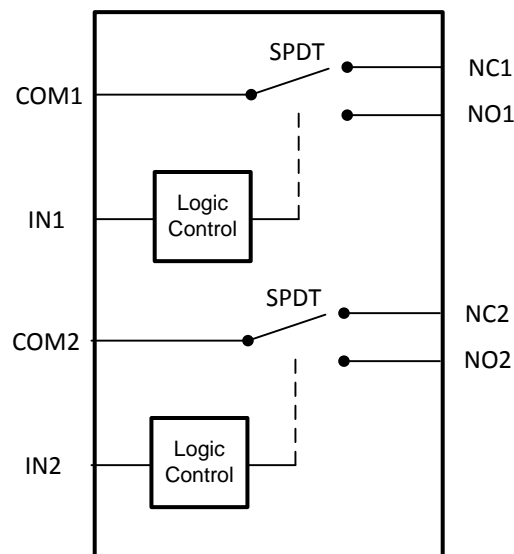 SPDT
NC1
COM1
NO1
IN1
Logic
Control
SPDT
NC2
COM2
NO2
IN2
Logic
Control